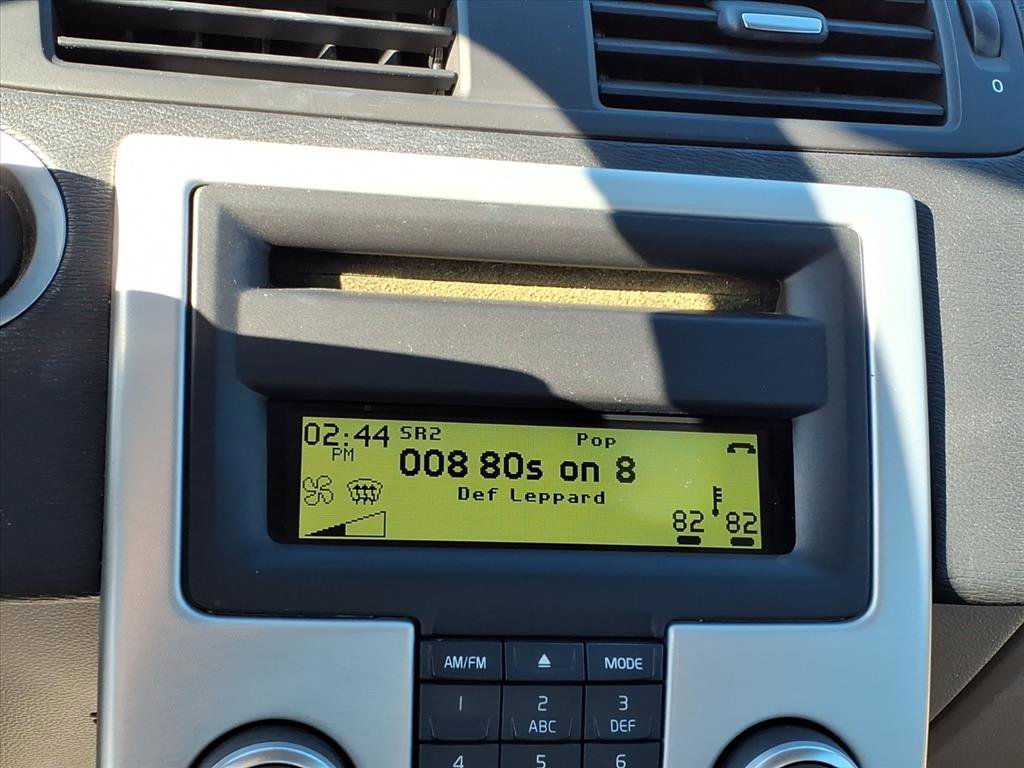 0
02:44 SR2 Pop
PM
008 80s on 8
Def Leppard
82 82
AM/FM MODE
1 2 3
ABC DEF
4 5 6